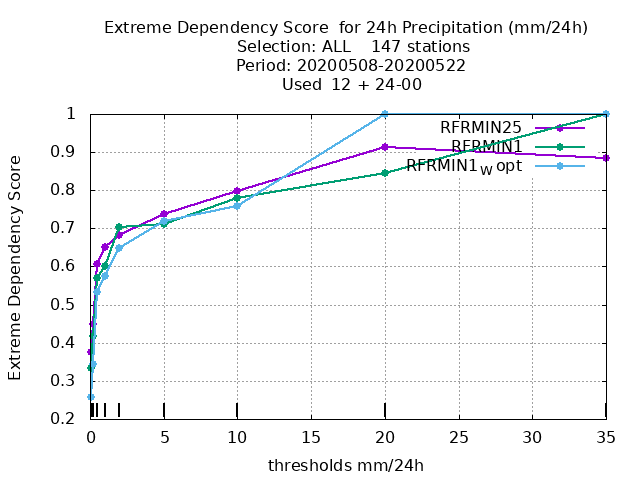 Extreme Dependency Score  for 24h Precipitation (mm/24h)
Selection: ALL    147 stations
Period: 20200508-20200522
Used  12 + 24-00
RFRMIN25
RFRMIN1
RFRMIN1w opt
Extreme Dependency Score
1
0.9
0.8
0.7
0.6
0.5
0.4
0.3
0.2
0 5 10 15 20 25 30 35
thresholds mm/24h